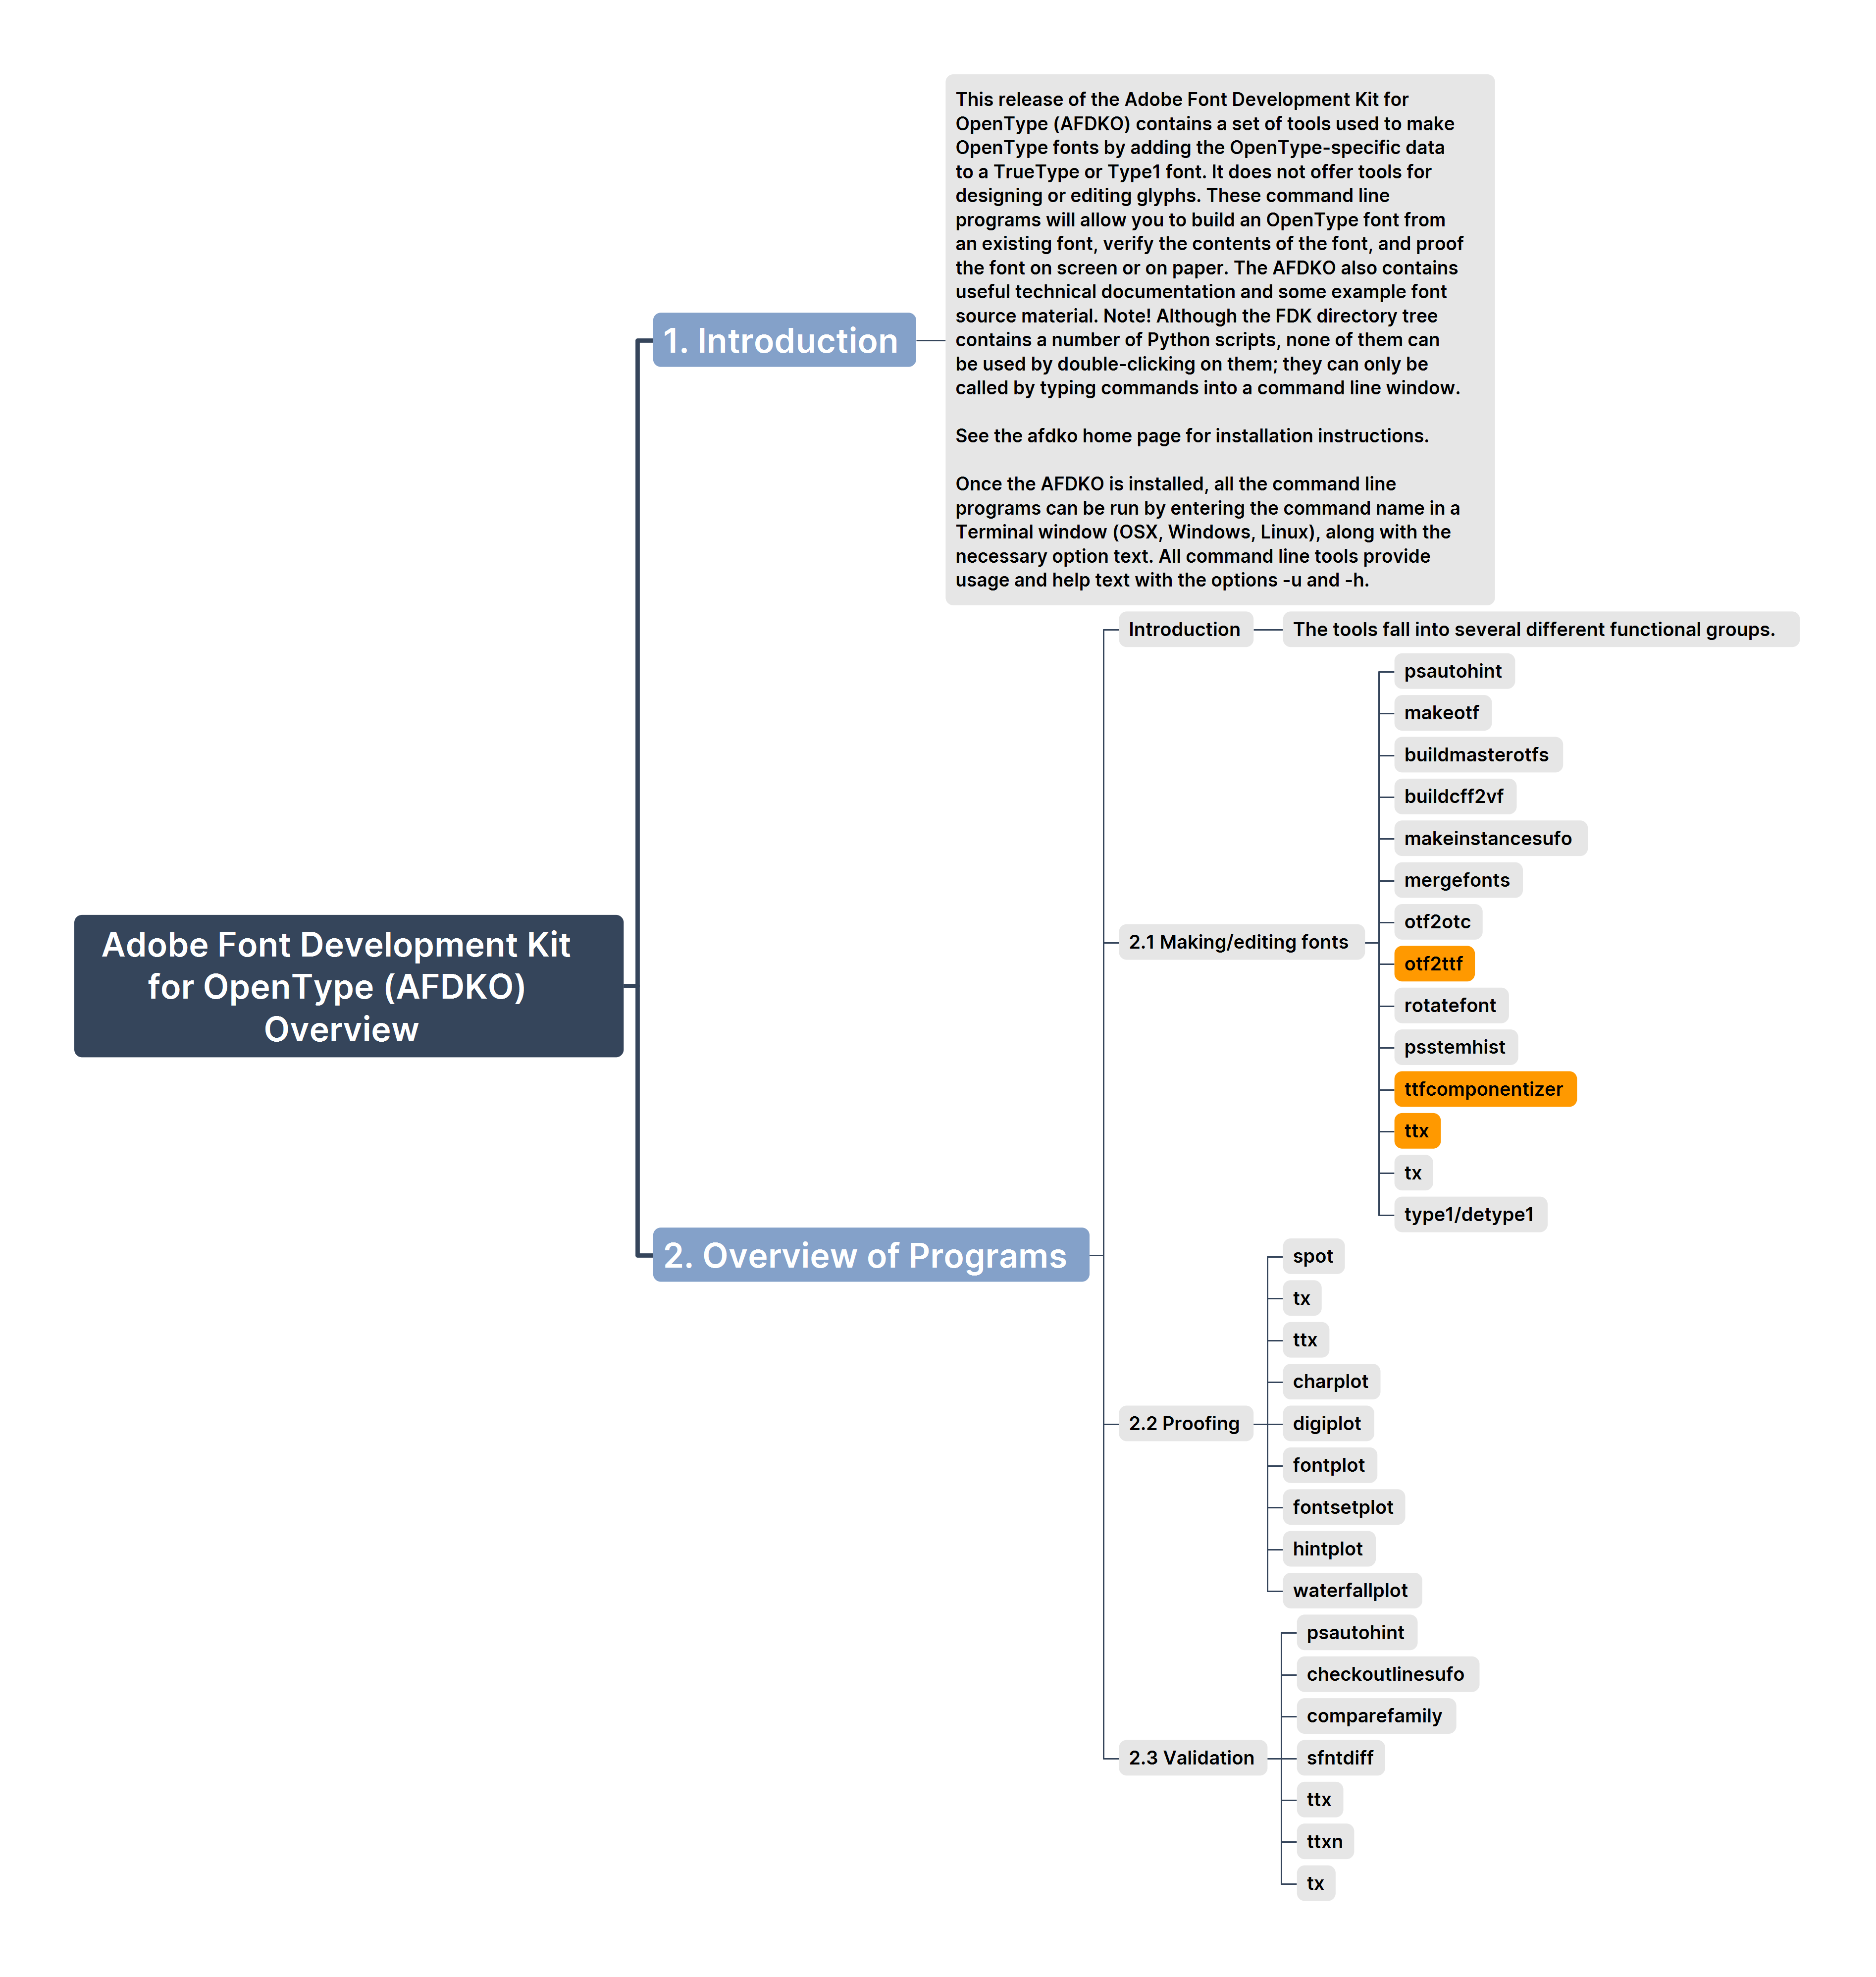 Adobe Font Development Kit
for OpenType (AFDKO)
Overview
1. Introduction
This release of the Adobe Font Development Kit for
OpenType (AFDKO) contains a set of tools used to make
OpenType fonts by adding the OpenType-specific data
to a TrueType or Type1 font. It does not offer tools for
designing or editing glyphs. These command line
programs will allow you to build an OpenType font from
an existing font, verify the contents of the font, and proof
the font on screen or on paper. The AFDKO also contains
useful technical documentation and some example font
source material. Note! Although the FDK directory tree
contains a number of Python scripts, none of them can
be used by double-clicking on them; they can only be
called by typing commands into a command line window.
See the afdko home page for installation instructions.
Once the AFDKO is installed, all the command line
programs can be run by entering the command name in a
Terminal window (OSX, Windows, Linux), along with the
necessary option text. All command line tools provide
usage and help text with the options -u and -h.
2. Overview of Programs
Introduction
The tools fall into several different functional groups.
2.1 Making/editing fonts
psautohint
makeotf
buildmasterotfs
buildcff2vf
makeinstancesufo
mergefonts
otf2otc
otf2ttf
rotatefont
psstemhist
ttfcomponentizer
ttx
tx
type1/detype1
2.2 Proofing
spot
tx
ttx
charplot
digiplot
fontplot
fontsetplot
hintplot
waterfallplot
2.3 Validation
psautohint
checkoutlinesufo
comparefamily
sfntdiff
ttx
ttxn
tx